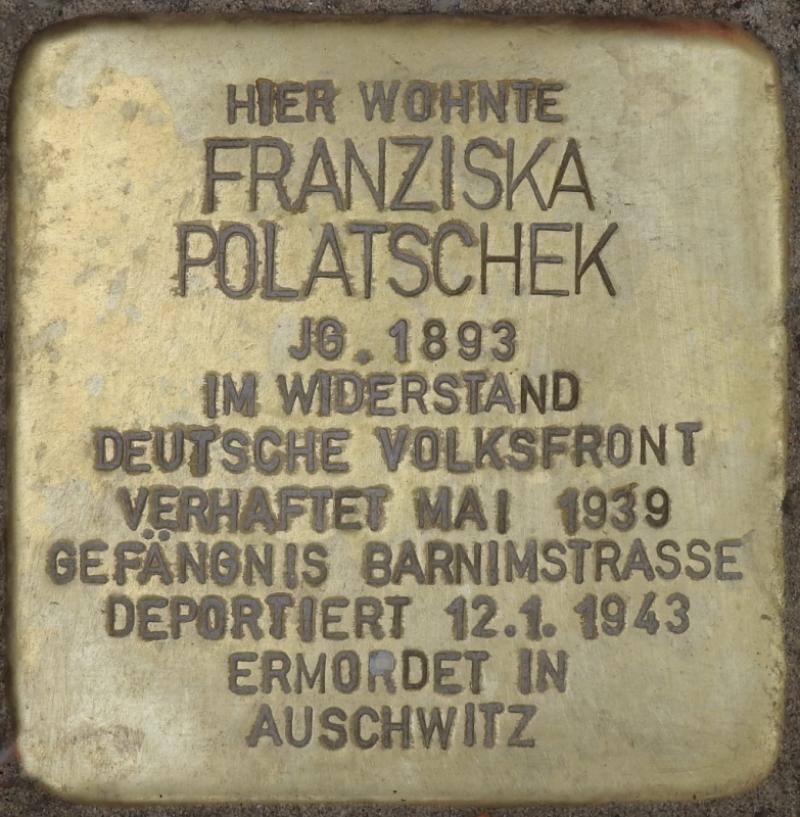 HIER WOHNTE
FRANZISKA
POLATSCHEK
JG. 1893
IM WIDERSTAND
DEUTSCHE VOLKSFRONT
VERHAFTET MAI 1939
GEFÄNGNIS BARNIMSTRASSE
DEPORTIERT 12.1. 1943
ERMORDET IN
AUSCHWITZ